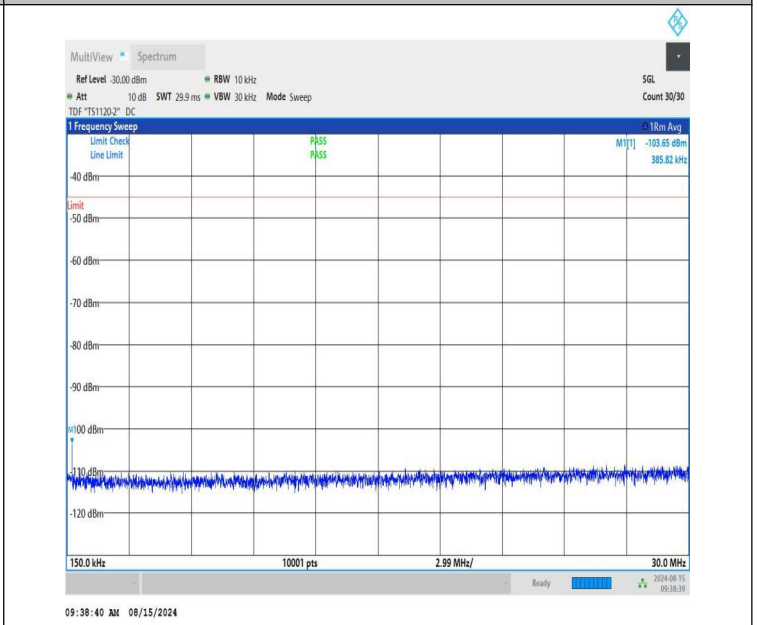 MultiView Spectrum
Ref Level -30.00 dBm RBW 10 kHz SGL
Att 10 dB SWT 29.9 ms VBW 30 kHz Mode Sweep Count 30/30
TDF "TS1120-2" DC
1 Frequency Sweep 1Rm Avg
Limit Check PASS M1[1] -103.65 dBm
Line Limit PASS 385.82 kHz
-40 dBm
Limit
-50 dBm
-60 dBm
-70 dBm
-80 dBm
-90 dBm
M1
-100 dBm
-110 dBm
-120 dBm
150.0 kHz 10001 pts 2.99 MHz/ 30.0 MHz
Ready 2024-08-15
09:38:39
09:38:40 AM 08/15/2024